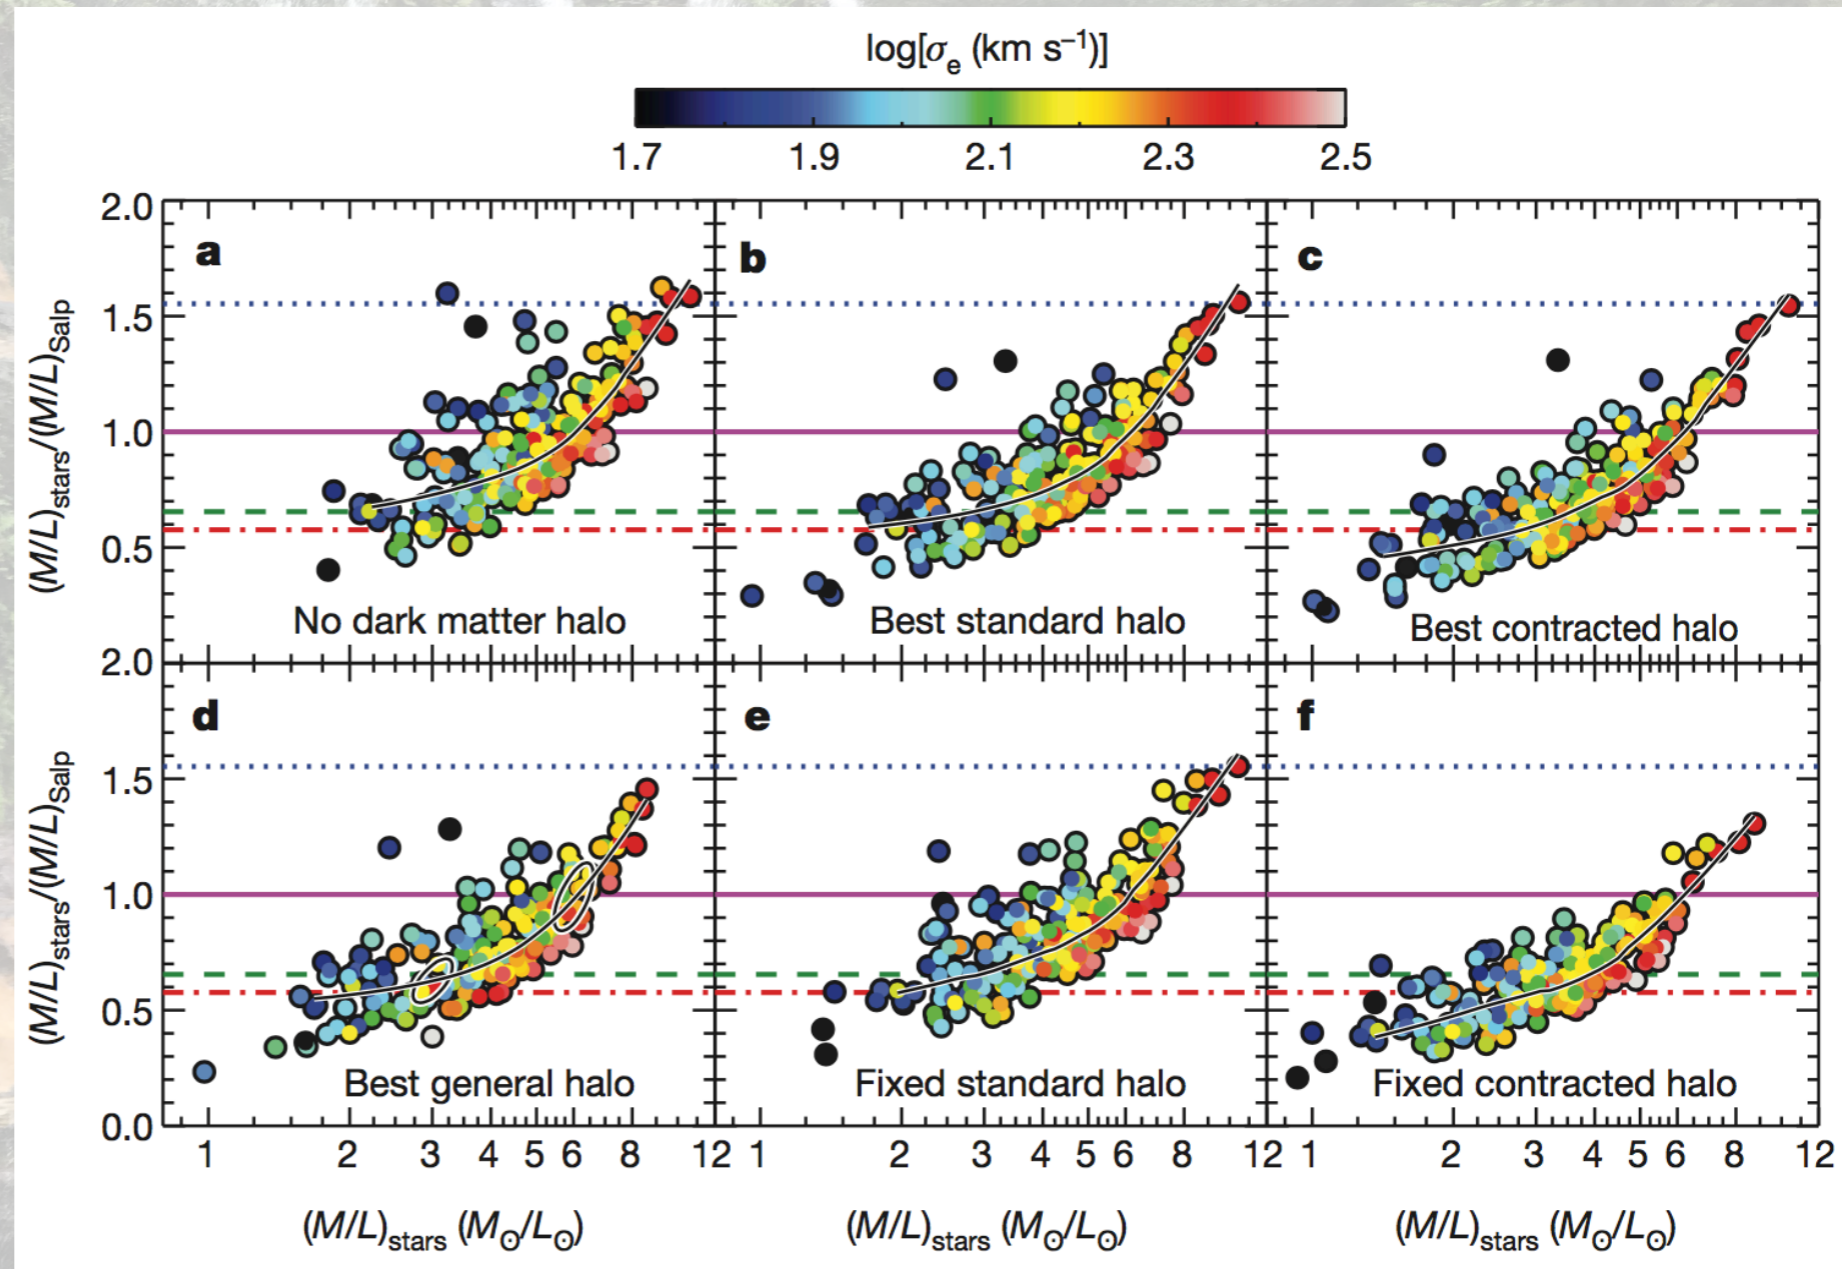 log[σe (km s–1)]
1.7 1.9 2.1 2.3 2.5
(M/L)stars/(M/L)Salp
2.0
1.5
1.0
0.5
2.0
a
No dark matter halo
b
Best standard halo
c
Best contracted halo
(M/L)stars/(M/L)Salp
1.5
1.0
0.5
0.0
d
Best general halo
e
Fixed standard halo
f
Fixed contracted halo
1 2 3 4 5 6 8 12 1 2 3 4 5 6 8 12 1 2 3 4 5 6 8 12
(M/L)stars (M⊙/L⊙) (M/L)stars (M⊙/L⊙) (M/L)stars (M⊙/L⊙)